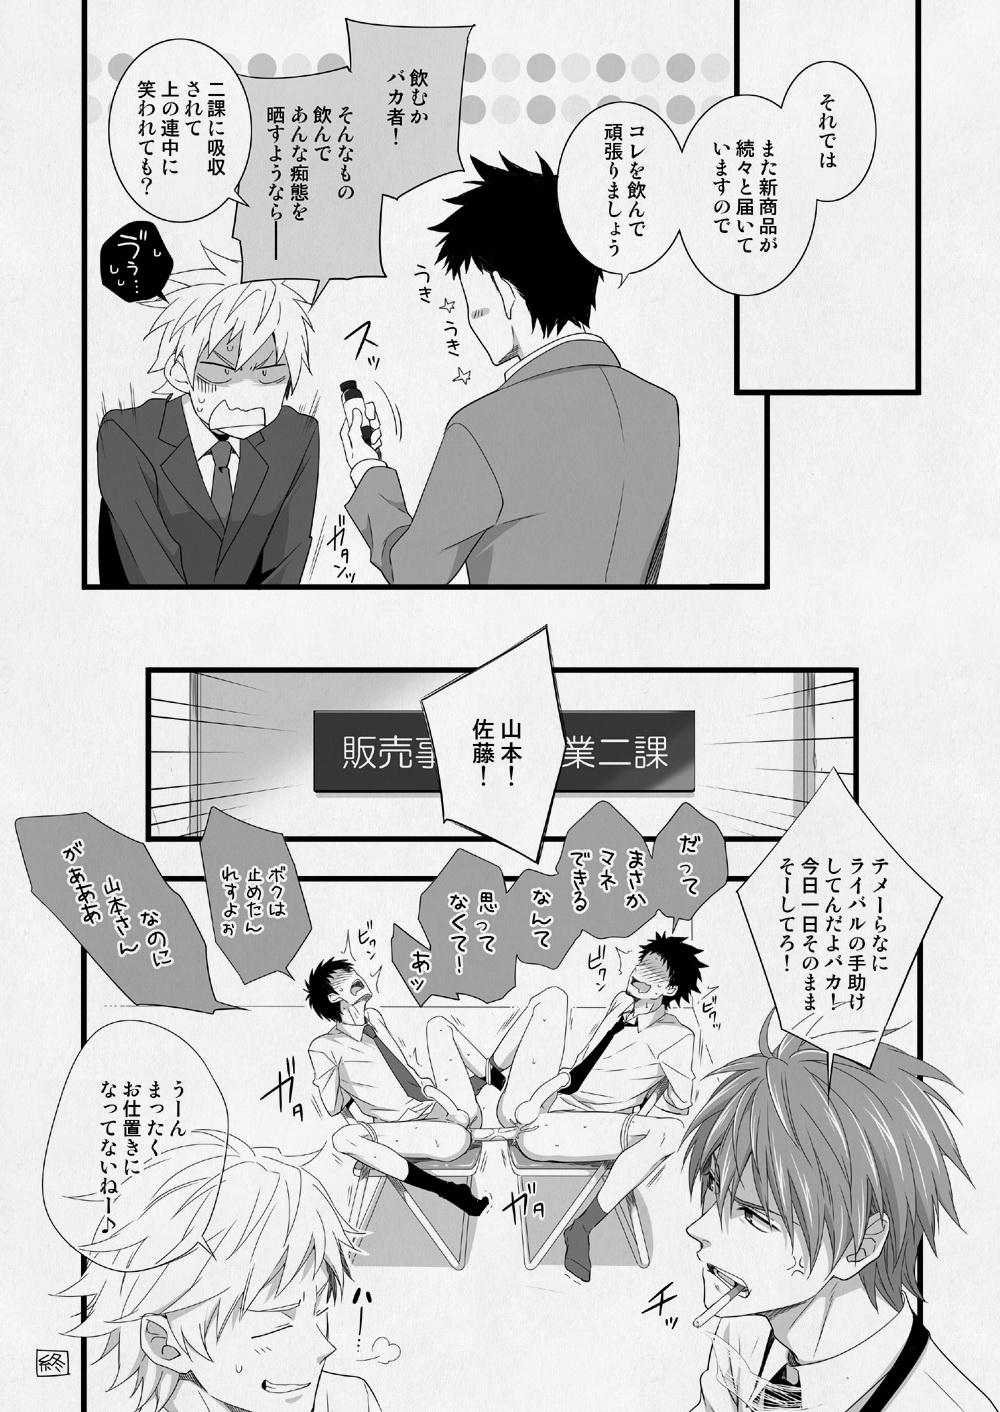 それでは
また新商品が
続々と届いて
いますので
コレを飲んで
頑張りましょう
飲むか
バカ者！
そんなもの
飲んで
あんな痴態を
晒すようなら――
二課に吸収
されて
上の連中に
笑われても？
ゔぅ…
うき
うき
スッ
ガタンッ
山本！
佐藤！
販売事
業二課
テメーらなに
ライバルの手助け
してんだよバカ！
今日一日そのまま
そーしてろ！
だって
まさか
マネ
できる
なんて
思って
なくて！
あッ
ボクは
止めたん
れすよぉ
なのに
山本さん
がああああ
ビクン
ビクッ
ビクン
ビクッ
ガタ
ガタ
チッ
うーん
まったく
お仕置きに
なってないねー♪
…
終